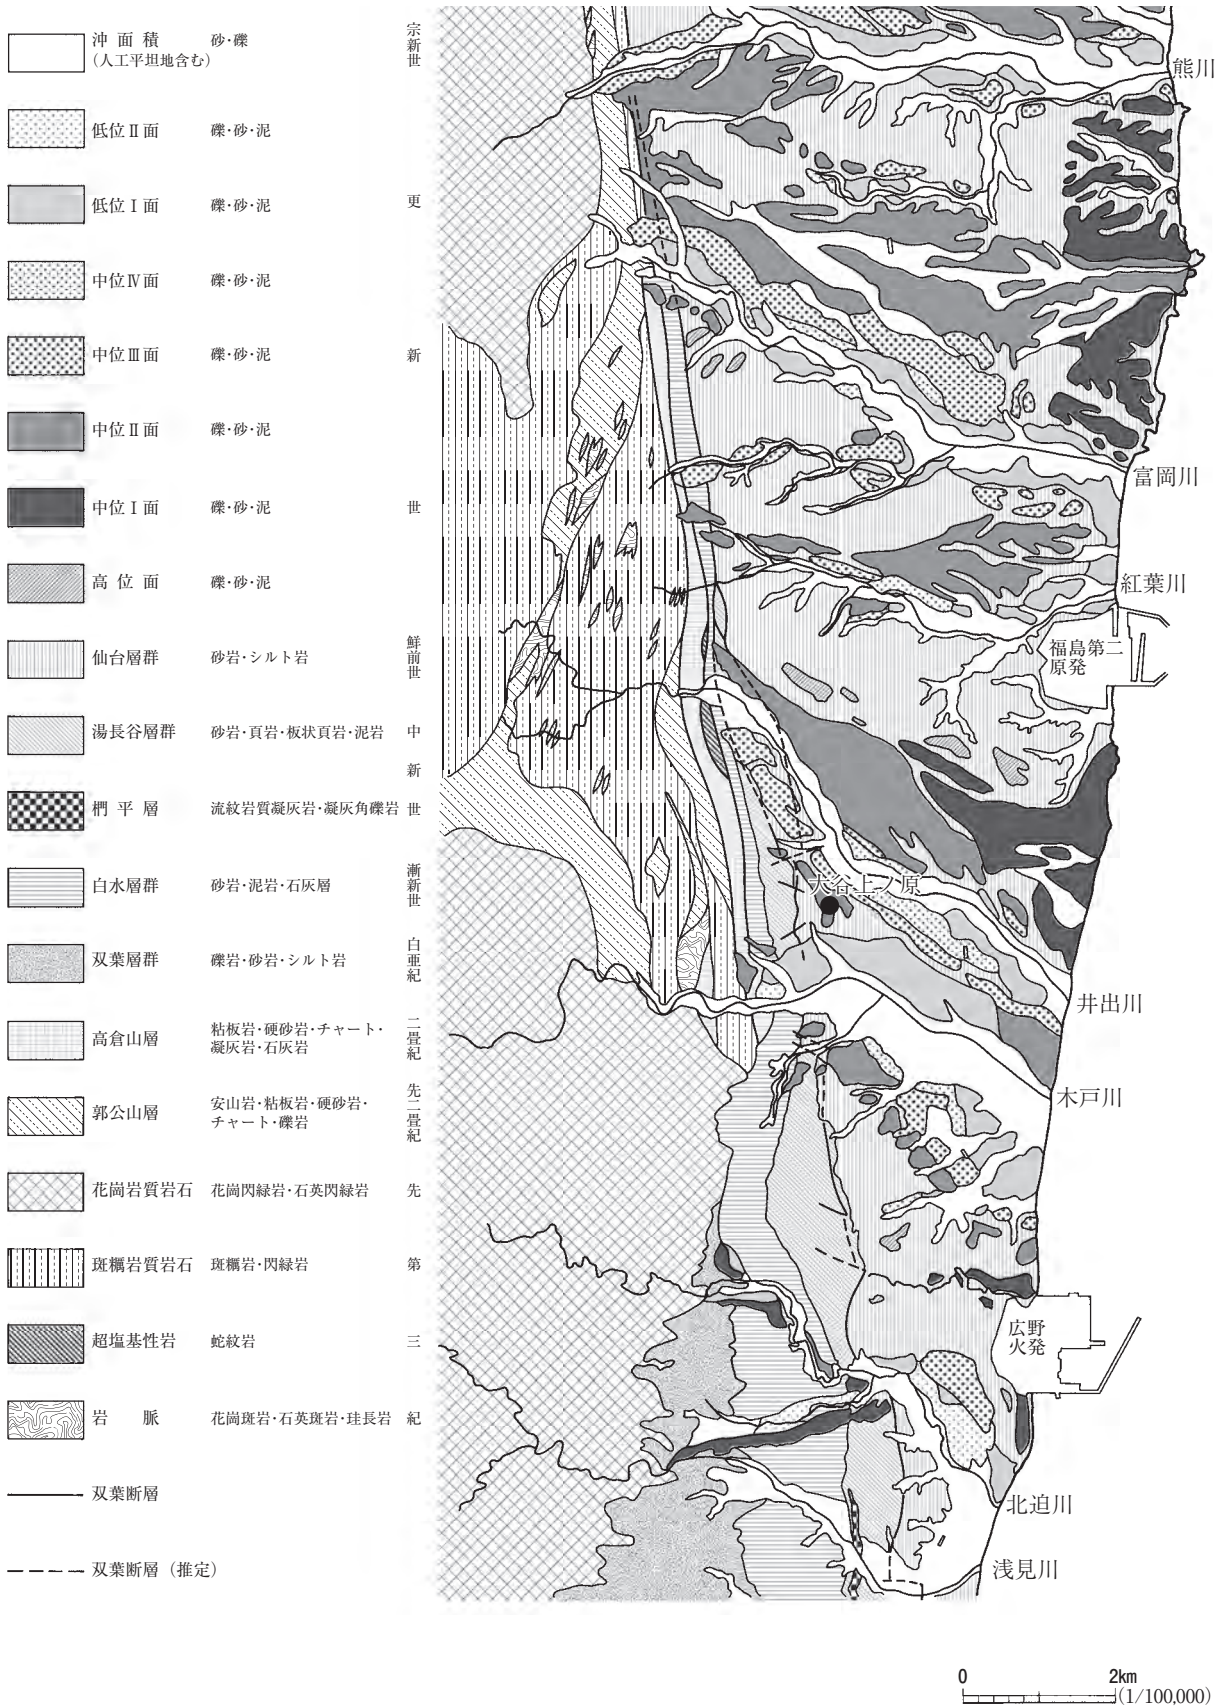 沖面積 砂・礫
(人工平坦地含む)
宗新世
低位Ⅱ面 礫・砂・泥
低位Ⅰ面 礫・砂・泥
更
中位Ⅳ面 礫・砂・泥
中位Ⅲ面 礫・砂・泥
新
中位Ⅱ面 礫・砂・泥
中位Ⅰ面 礫・砂・泥
世
高位面 礫・砂・泥
仙台層群 砂岩・シルト岩
鮮前世
湯長谷層群 砂岩・頁岩・板状頁岩・泥岩
中
新
椚平層 流紋岩質凝灰岩・凝灰角礫岩
世
白水層群 砂岩・泥岩・石灰層
漸新世
双葉層群 礫岩・砂岩・シルト岩
白亜紀
高倉山層 粘板岩・硬砂岩・チャート・
凝灰岩・石灰岩
二畳紀
郭公山層 安山岩・粘板岩・硬砂岩・
チャート・礫岩
先二畳紀
花崗岩質岩石 花崗閃緑岩・石英閃緑岩
先
斑糲岩質岩石 斑糲岩・閃緑岩
第
超塩基性岩 蛇紋岩
三
岩脈 花崗斑岩・石英斑岩・珪長岩
紀
双葉断層
双葉断層（推定）
熊川
富岡川
紅葉川
福島第二
原発
大谷上ノ原
井出川
木戸川
広野
火発
北迫川
浅見川
0 2km
(1/100,000)